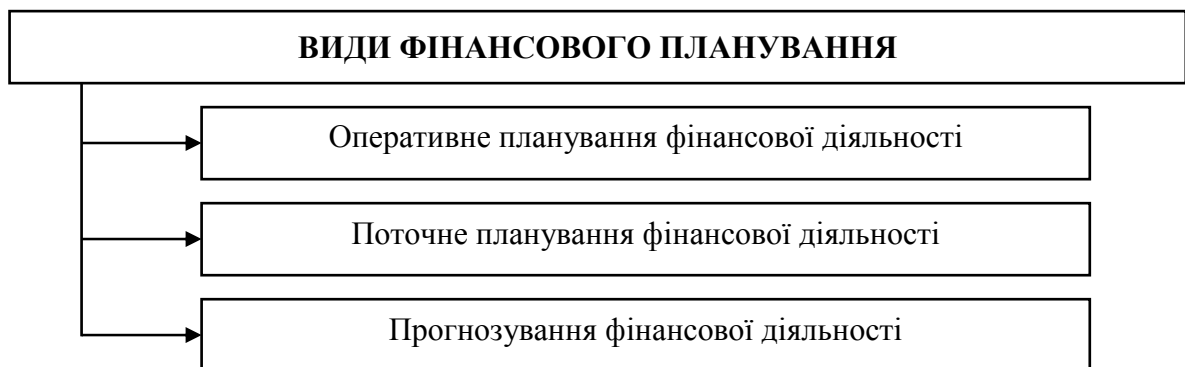 ВИДИ ФІНАНСОВОГО ПЛАНУВАННЯ
Оперативне планування фінансової діяльності
Поточне планування фінансової діяльності
Прогнозування фінансової діяльності